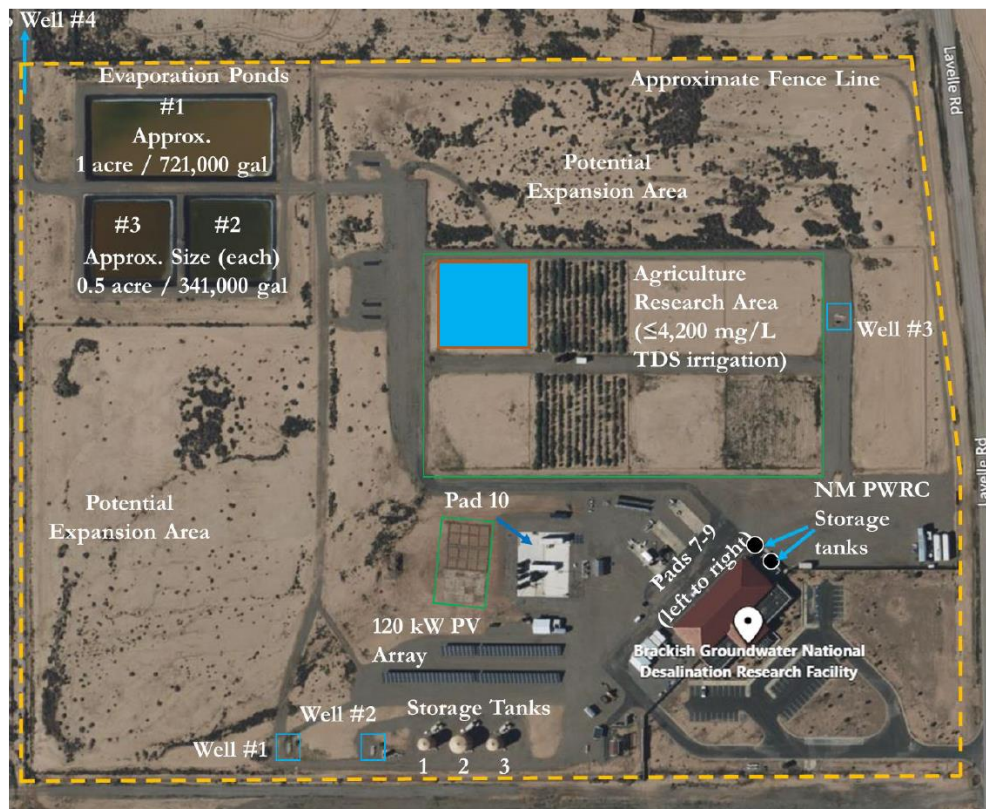 Well #4
Evaporation Ponds
#1
Approx.
1 acre / 721,000 gal
#3
#2
Approx. Size (each)
0.5 acre / 341,000 gal
Approximate Fence Line
Lavelle Rd
Potential
Expansion Area
Agriculture
Research Area
(≤4,200 mg/L
TDS irrigation)
Well #3
Lavelle Rd
Potential
Expansion Area
Pad 10
NM PWRC
Storage
tanks
Pads 7-9
(left to right)
120 kW PV
Array
Brackish Groundwater National
Desalination Research Facility
Well #2
Storage Tanks
Well #1
1
2
3